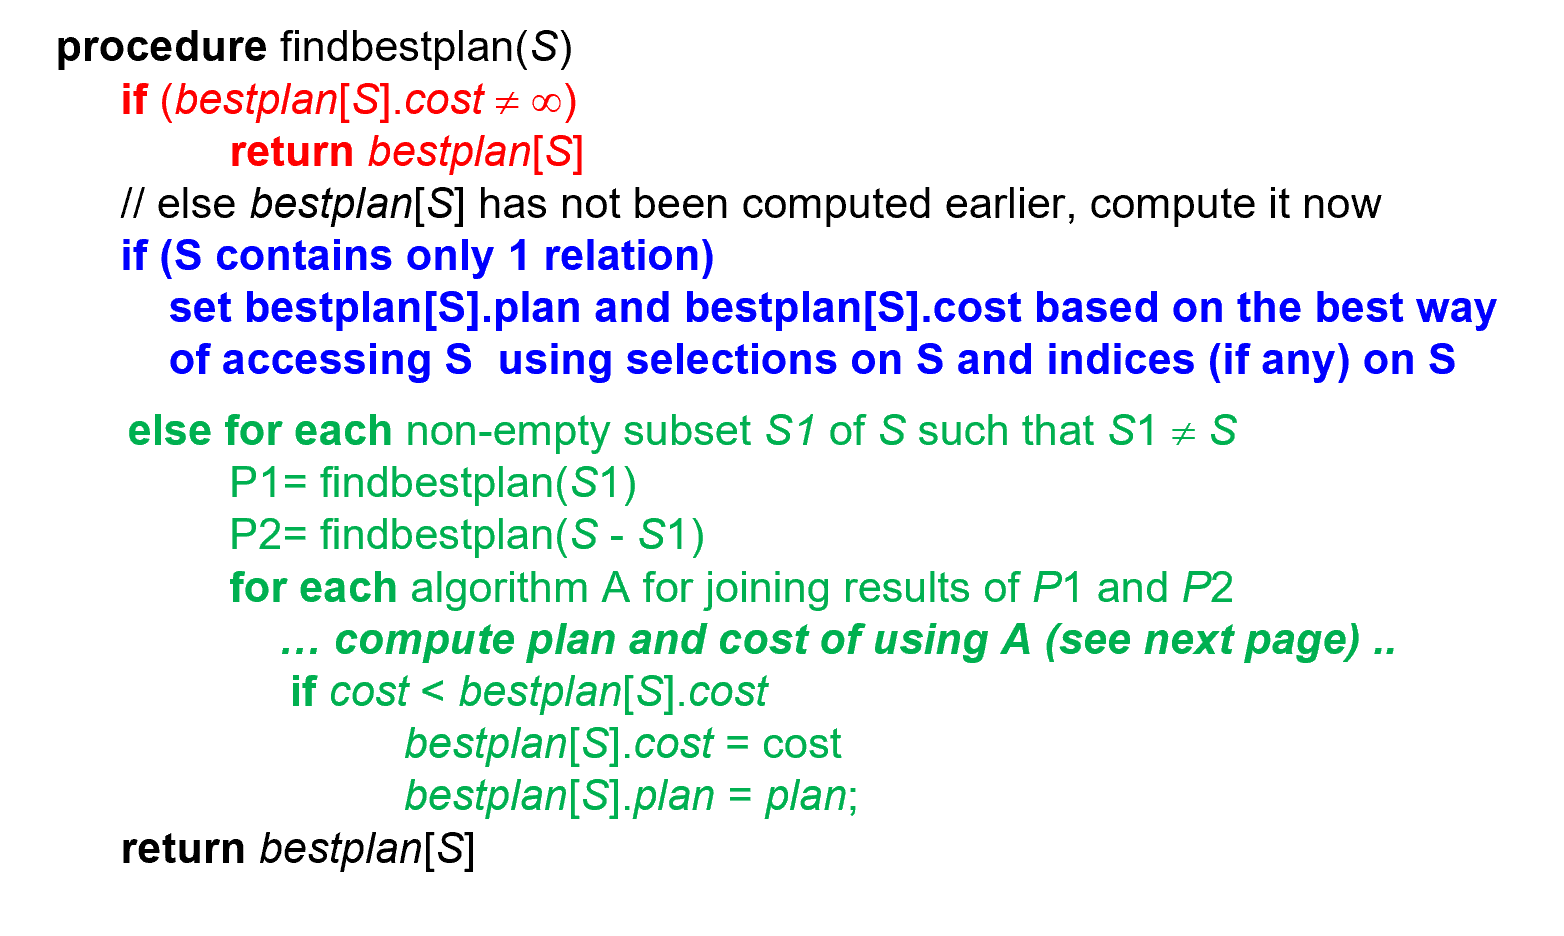 procedure findbestplan(S)
if (bestplan[S].cost ≠ ∞)
return bestplan[S]
// else bestplan[S] has not been computed earlier, compute it now
if (S contains only 1 relation)
set bestplan[S].plan and bestplan[S].cost based on the best way
of accessing S using selections on S and indices (if any) on S
else for each non-empty subset S1 of S such that S1 ≠ S
P1= findbestplan(S1)
P2= findbestplan(S - S1)
for each algorithm A for joining results of P1 and P2
… compute plan and cost of using A (see next page) ..
if cost < bestplan[S].cost
bestplan[S].cost = cost
bestplan[S].plan = plan;
return bestplan[S]